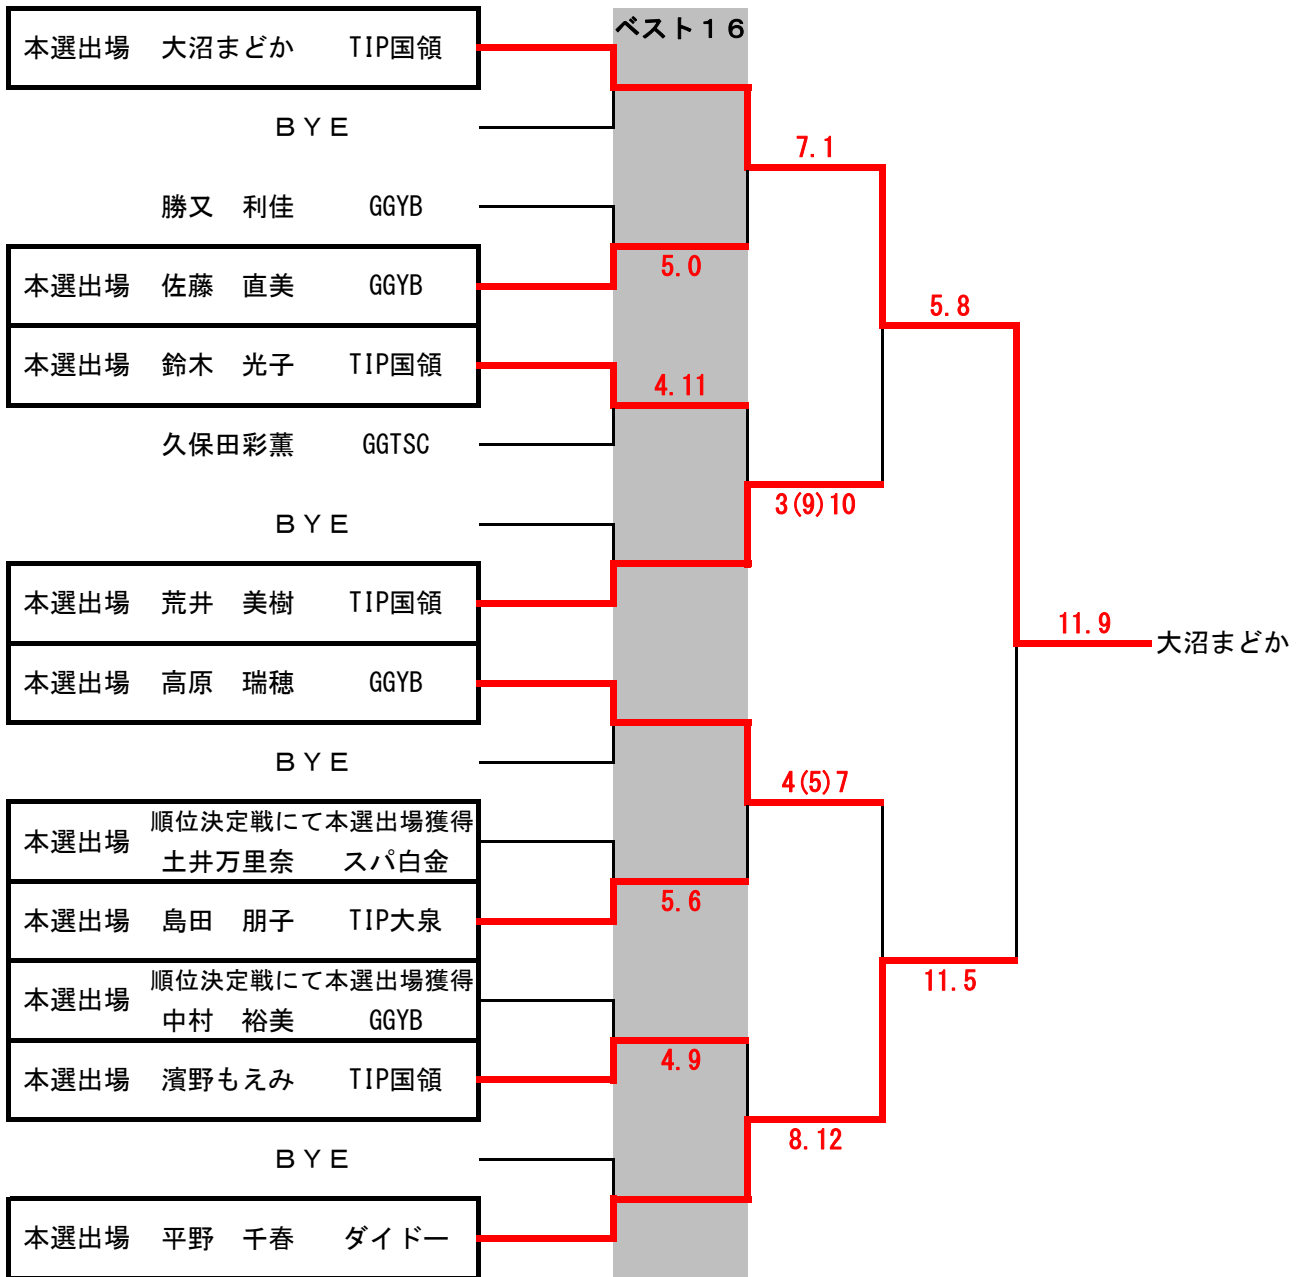 ベスト１６
本選出場 大沼まどか TIP国領
ＢＹＥ
7.1
勝又 利佳 GGYB
5.0
本選出場 佐藤 直美 GGYB
5.8
本選出場 鈴木 光子 TIP国領
4.11
久保田彩薫 GGTSC
3(9)10
ＢＹＥ
本選出場 荒井 美樹 TIP国領
11.9
大沼まどか
本選出場 高原 瑞穂 GGYB
ＢＹＥ
4(5)7
順位決定戦にて本選出場獲得
本選出場
土井万里奈 スパ白金
5.6
本選出場 島田 朋子 TIP大泉
順位決定戦にて本選出場獲得
本選出場
11.5
中村 裕美 GGYB
4.9
本選出場 濱野もえみ TIP国領
8.12
ＢＹＥ
本選出場 平野 千春 ダイドー